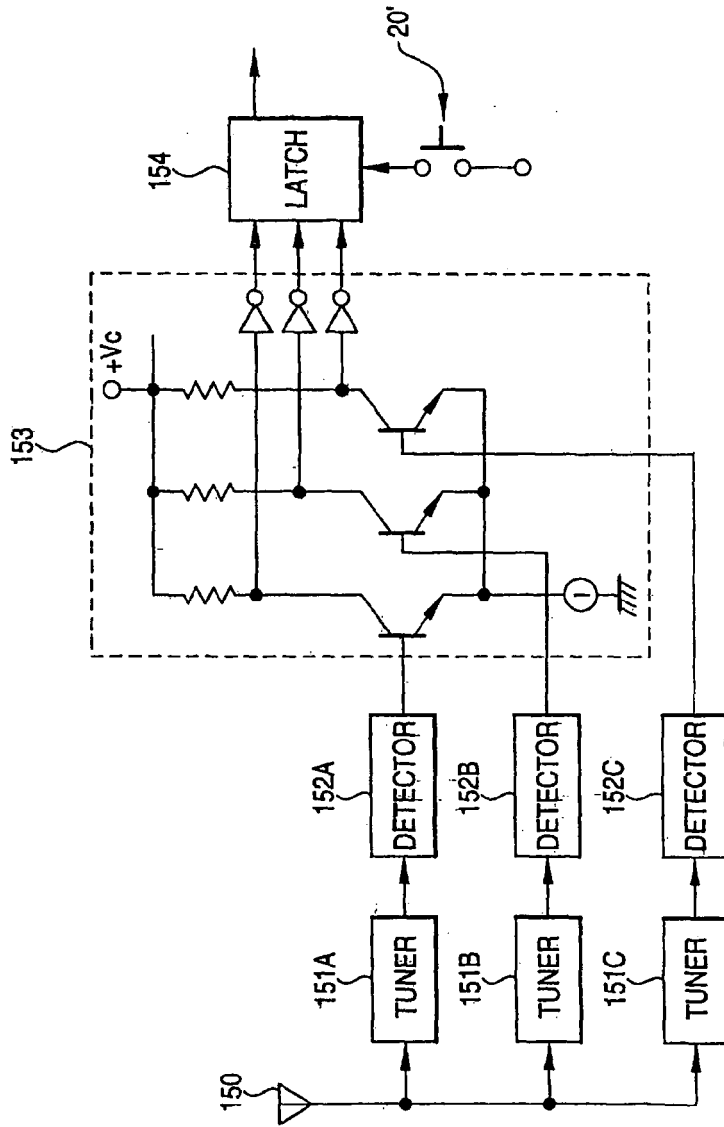 150
151A
TUNER
152A
DETECTOR
151B
TUNER
152B
DETECTOR
151C
TUNER
152C
DETECTOR
153
+Vc
I
154
LATCH
20'